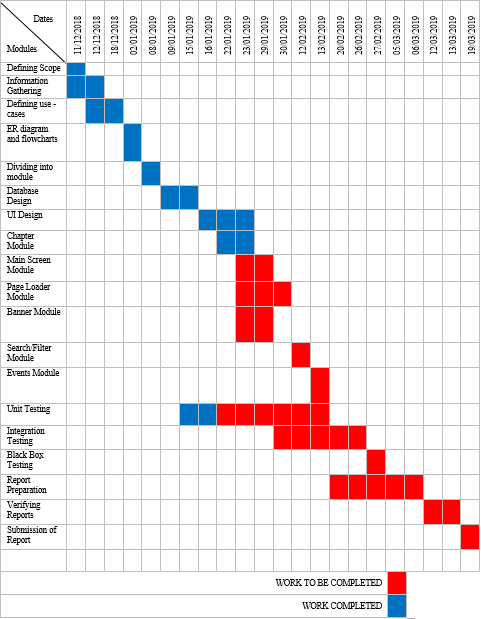 Dates
Modules
11/12/2018
12/12/2018
18/12/2018
02/01/2019
08/01/2019
09/01/2019
15/01/2019
16/01/2019
22/01/2019
23/01/2019
29/01/2019
30/01/2019
12/02/2019
13/02/2019
20/02/2019
26/02/2019
27/02/2019
05/03/2019
06/03/2019
12/03/2019
13/03/2019
19/03/2019
Defining Scope
Information
Gathering
Defining use -
cases
ER diagram
and flowcharts
Dividing into
module
Database
Design
UI Design
Chapter
Module
Main Screen
Module
Page Loader
Module
Banner Module
Search/Filter
Module
Events Module
Unit Testing
Integration
Testing
Black Box
Testing
Report
Preparation
Verifying
Reports
Submission of
Report
WORK TO BE COMPLETED
WORK COMPLETED